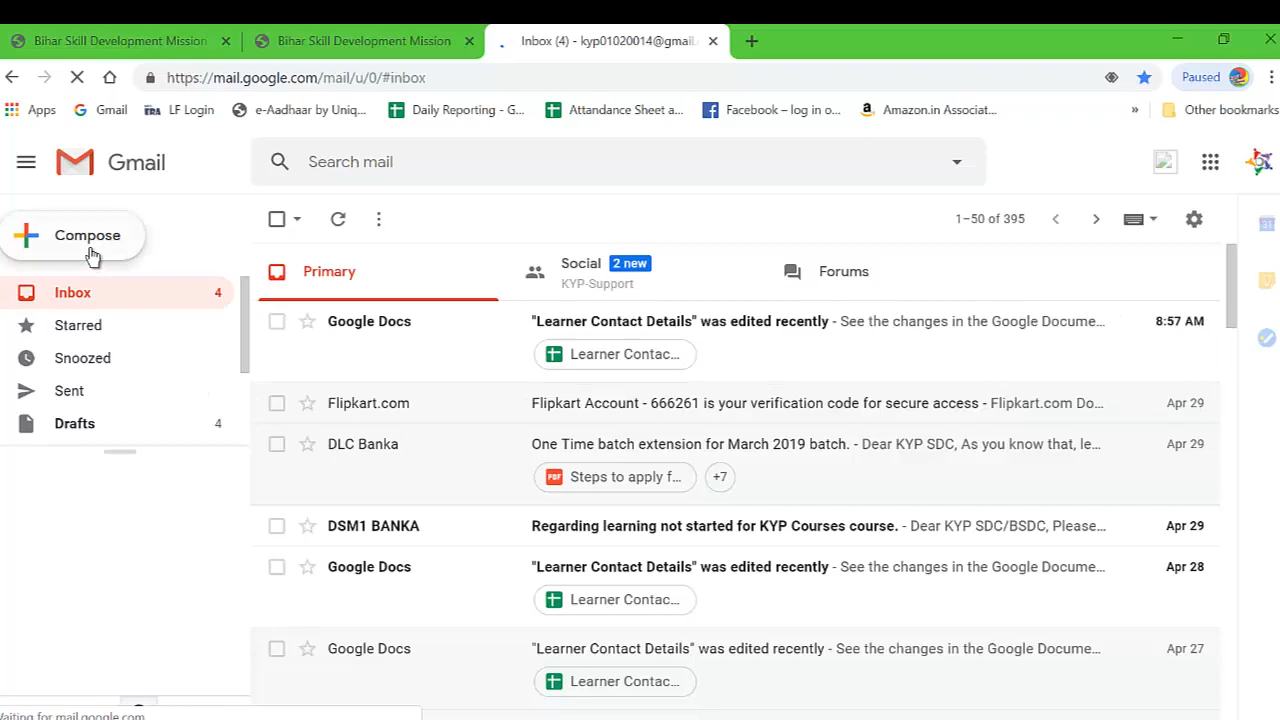 Bihar Skill Development Mission
Bihar Skill Development Mission
Inbox (4) - kyp01020014@gmail.
https://mail.google.com/mail/u/0/#inbox
Paused
Apps
Gmail
LF Login
e-Aadhaar by Uniq...
Daily Reporting - G...
Attandance Sheet a...
Facebook – log in o...
Amazon.in Associat...
»
Other bookmarks
Gmail
Search mail
Compose
1–50 of 395
Primary
Social 2 new
KYP-Support
Forums
Inbox 4
Starred
Snoozed
Sent
Drafts 4
Google Docs "Learner Contact Details" was edited recently - See the changes in the Google Docume... 8:57 AM
Learner Contac...
Flipkart.com Flipkart Account - 666261 is your verification code for secure access - Flipkart.com Do... Apr 29
DLC Banka One Time batch extension for March 2019 batch. - Dear KYP SDC, As you know that, le... Apr 29
PDF Steps to apply f... +7
DSM1 BANKA Regarding learning not started for KYP Courses course. - Dear KYP SDC/BSDC, Please... Apr 29
Google Docs "Learner Contact Details" was edited recently - See the changes in the Google Docume... Apr 28
Learner Contac...
Google Docs "Learner Contact Details" was edited recently - See the changes in the Google Docume... Apr 27
Learner Contac...
Waiting for mail.google.com